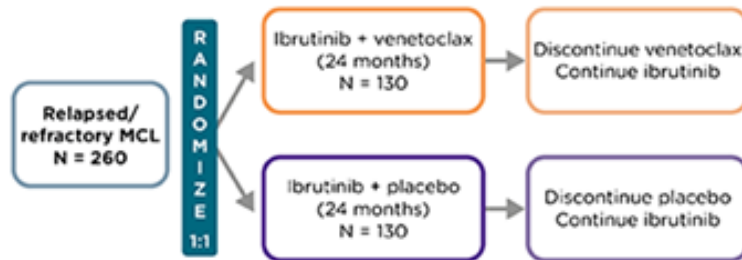 Relapsed/
refractory MCL
N = 260
RANDOMIZE
1:1
Ibrutinib + venetoclax
(24 months)
N = 130
Discontinue venetoclax
Continue ibrutinib
Ibrutinib + placebo
(24 months)
N = 130
Discontinue placebo
Continue ibrutinib